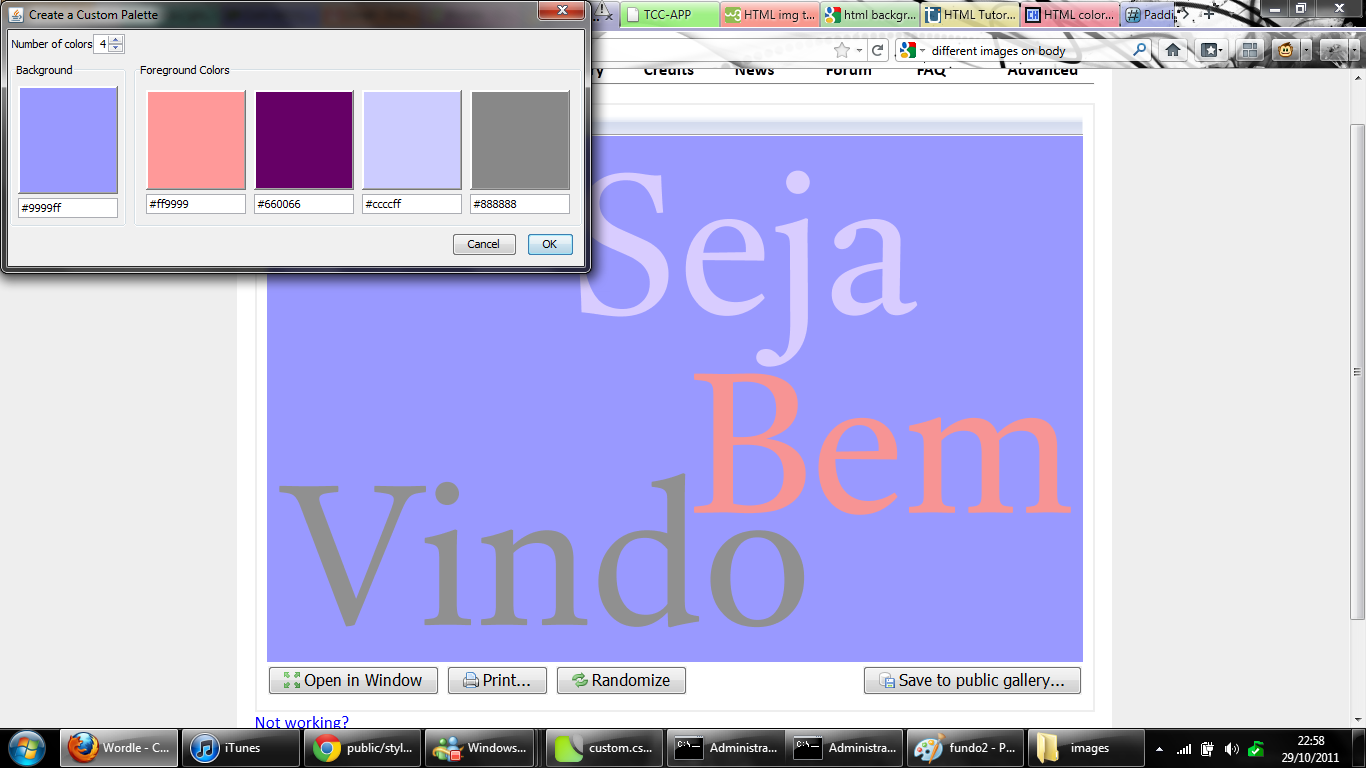 Create a Custom Palette
TCC-APP
HTML img t...
html backgr...
HTML Tutor...
HTML color...
Paddi
Number of colors 4
different images on body
Background
Foreground Colors
Credits
News
Forum
FAQ
Advanced
#9999ff
#ff9999
#660066
#ccccff
#888888
Cancel
OK
Seja
Bem
Vindo
Open in Window
Print...
Randomize
Save to public gallery...
Not working?
Wordle - C...
iTunes
public/styl...
Windows...
custom.cs...
Administra...
Administra...
fundo2 - P...
images
22:58
29/10/2011